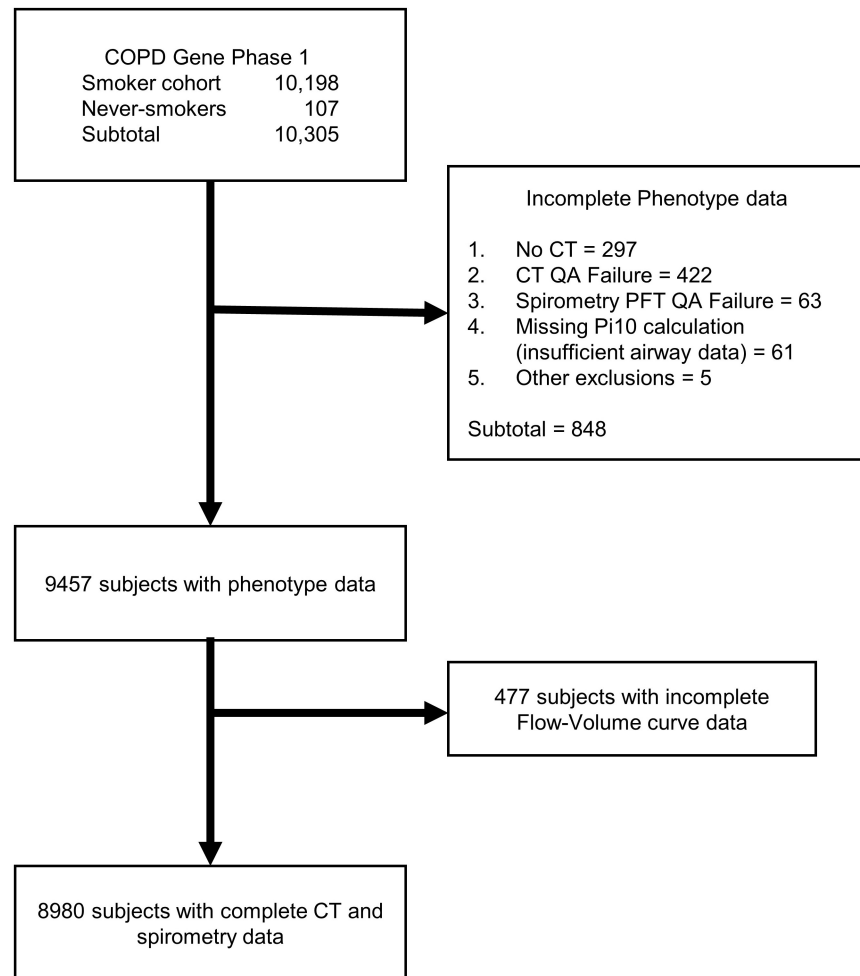 COPD Gene Phase 1
Smoker cohort 10,198
Never-smokers 107
Subtotal 10,305
Incomplete Phenotype data
1. No CT = 297
2. CT QA Failure = 422
3. Spirometry PFT QA Failure = 63
4. Missing Pi10 calculation
(insufficient airway data) = 61
5. Other exclusions = 5
Subtotal = 848
9457 subjects with phenotype data
477 subjects with incomplete
Flow-Volume curve data
8980 subjects with complete CT and
spirometry data